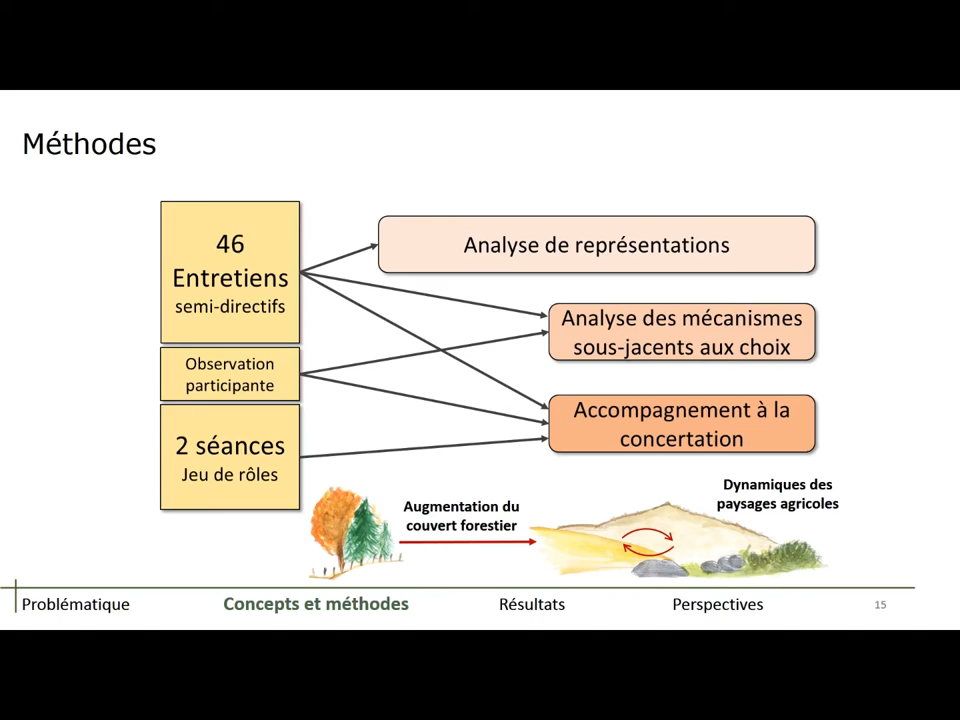 Méthodes
46
Entretiens
semi-directifs
Observation
participante
2 séances
Jeu de rôles
Analyse de représentations
Analyse des mécanismes
sous-jacents aux choix
Accompagnement à la
concertation
Augmentation du
couvert forestier
Dynamiques des
paysages agricoles
Problématique
Concepts et méthodes
Résultats
Perspectives
15